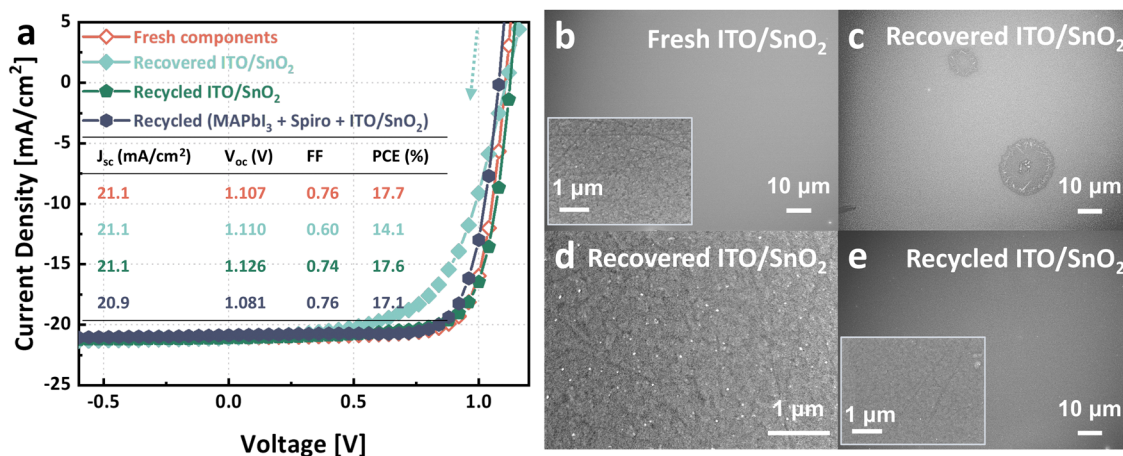 a
Fresh components
Recovered ITO/SnO₂
Recycled ITO/SnO₂
Recycled (MAPbI₃ + Spiro + ITO/SnO₂)
J_sc (mA/cm²) V_oc (V) FF PCE (%)
21.1 1.107 0.76 17.7
21.1 1.110 0.60 14.1
21.1 1.126 0.74 17.6
20.9 1.081 0.76 17.1
5
0
-5
-10
-15
-20
-25
-0.5 0.0 0.5 1.0
Current Density [mA/cm²]
Voltage [V]
b Fresh ITO/SnO₂
1 µm
10 µm
c Recovered ITO/SnO₂
10 µm
d Recovered ITO/SnO₂
1 µm
e Recycled ITO/SnO₂
1 µm
10 µm